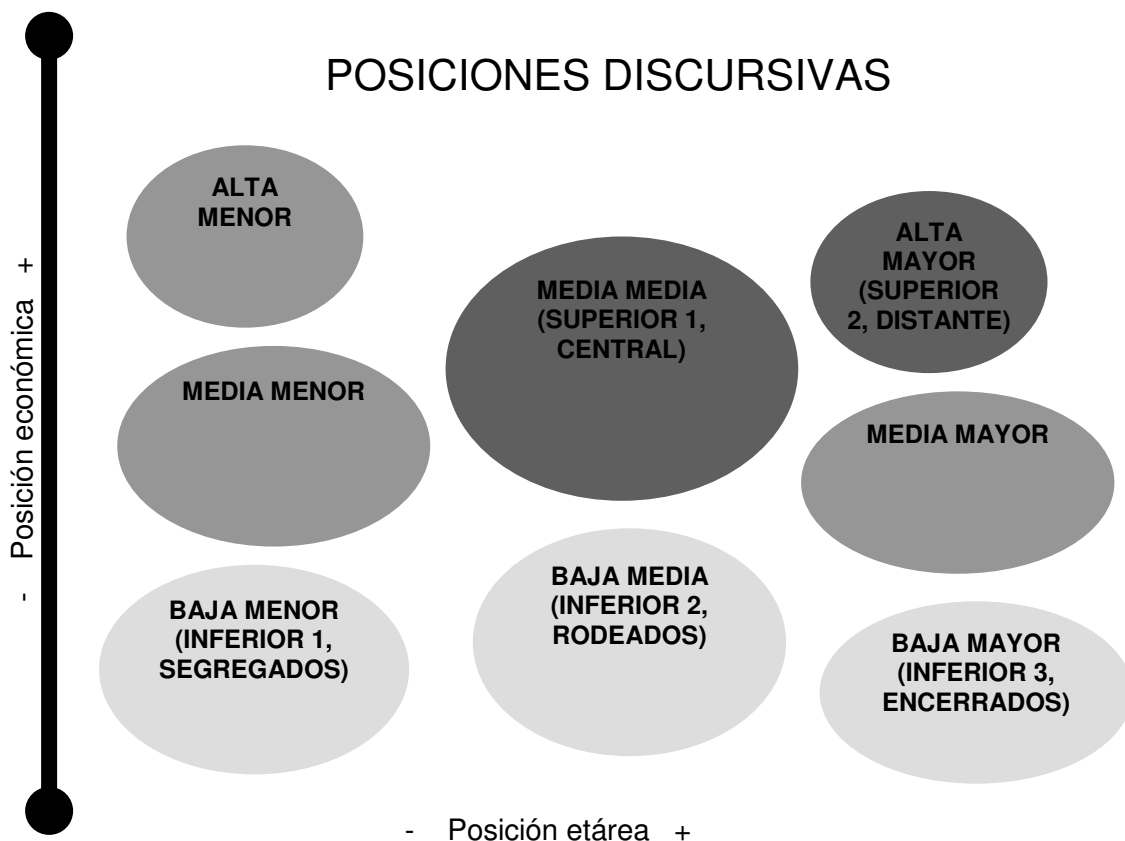 POSICIONES DISCURSIVAS
ALTA
MENOR
ALTA
MAYOR
(SUPERIOR
2, DISTANTE)
MEDIA MEDIA
(SUPERIOR 1,
CENTRAL)
MEDIA MENOR
MEDIA MAYOR
BAJA MENOR
(INFERIOR 1,
SEGREGADOS)
BAJA MEDIA
(INFERIOR 2,
RODEADOS)
BAJA MAYOR
(INFERIOR 3,
ENCERRADOS)
- Posición económica +
- Posición etárea +